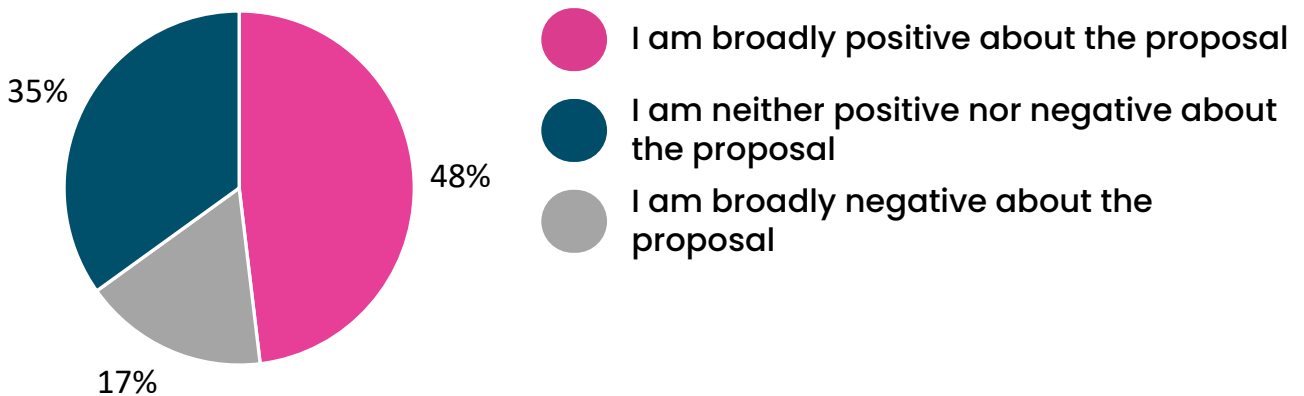 I am broadly positive about the proposal
35%
I am neither positive nor negative about
the proposal
48%
I am broadly negative about the
proposal
17%